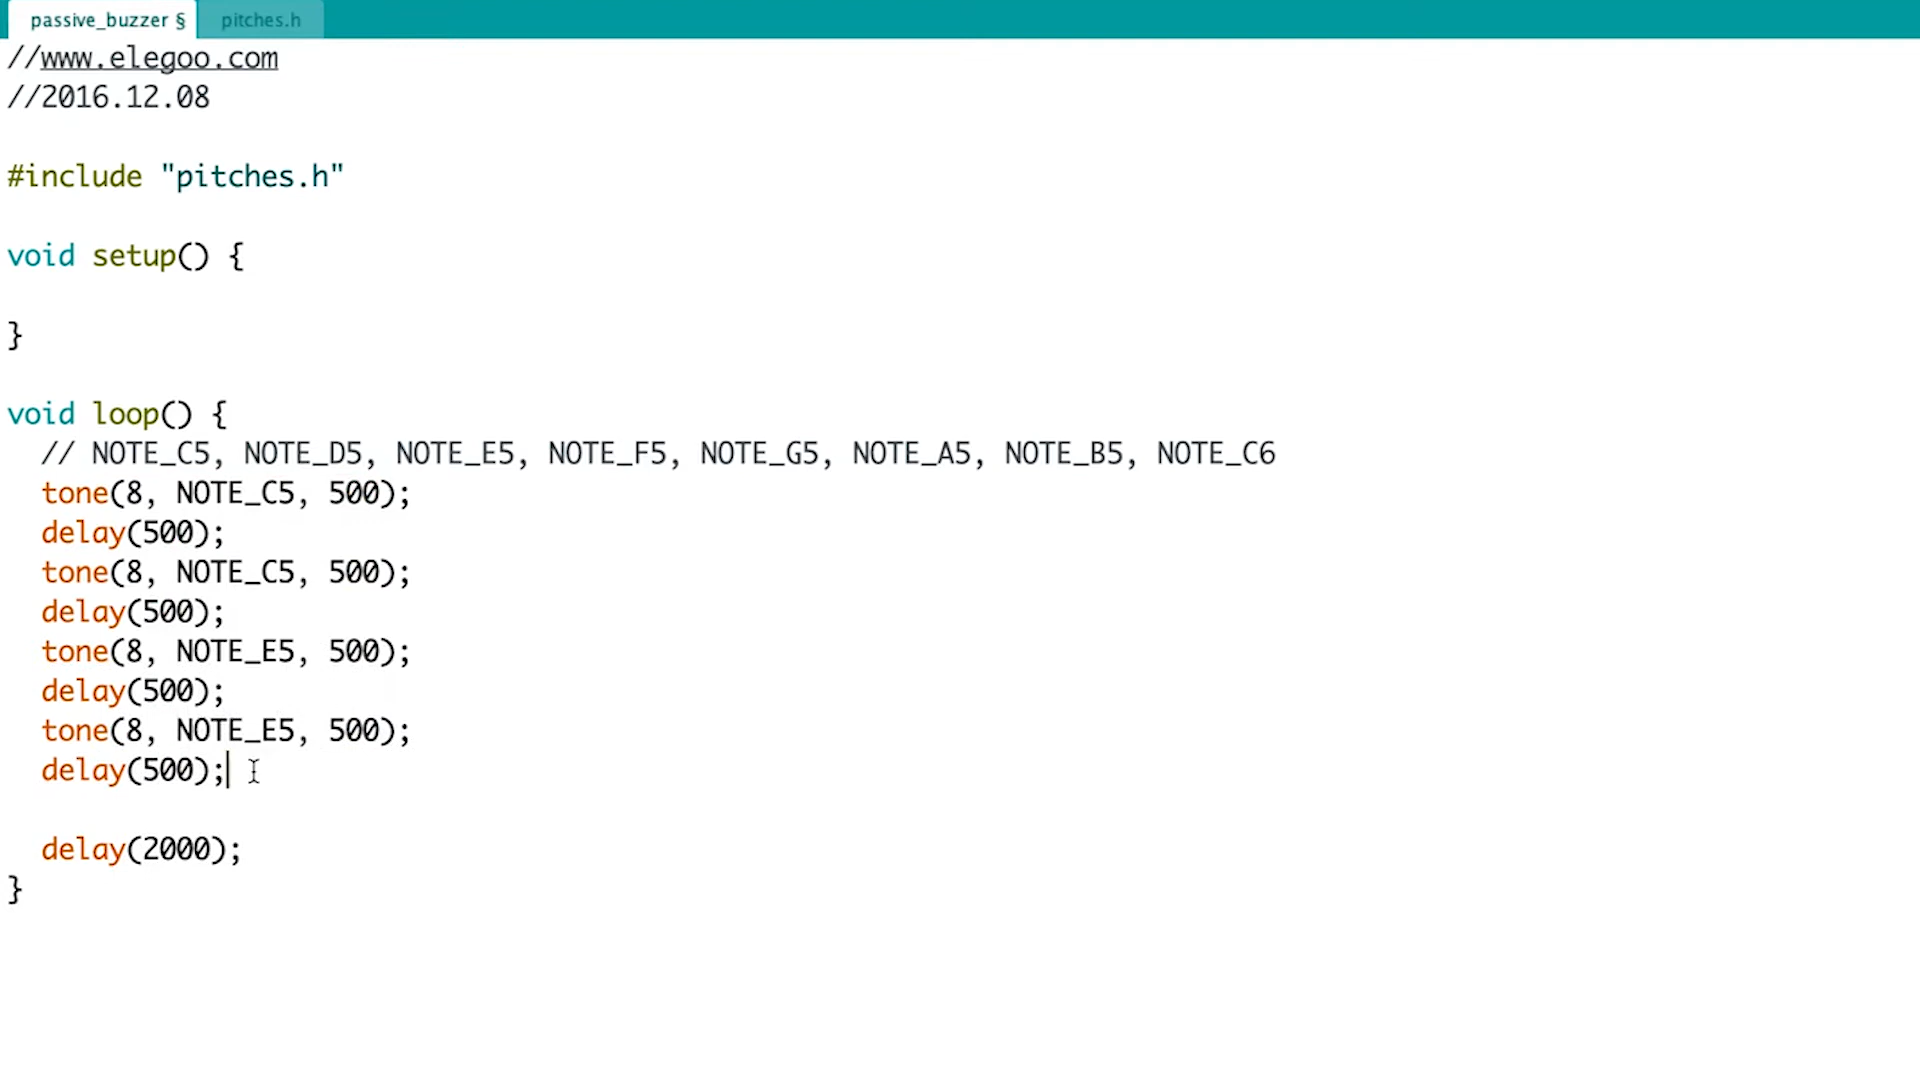 passive_buzzer § pitches.h
//www.elegoo.com
//2016.12.08
#include "pitches.h"
void setup() {
}
void loop() {
// NOTE_C5, NOTE_D5, NOTE_E5, NOTE_F5, NOTE_G5, NOTE_A5, NOTE_B5, NOTE_C6
tone(8, NOTE_C5, 500);
delay(500);
tone(8, NOTE_C5, 500);
delay(500);
tone(8, NOTE_E5, 500);
delay(500);
tone(8, NOTE_E5, 500);
delay(500);
delay(2000);
}